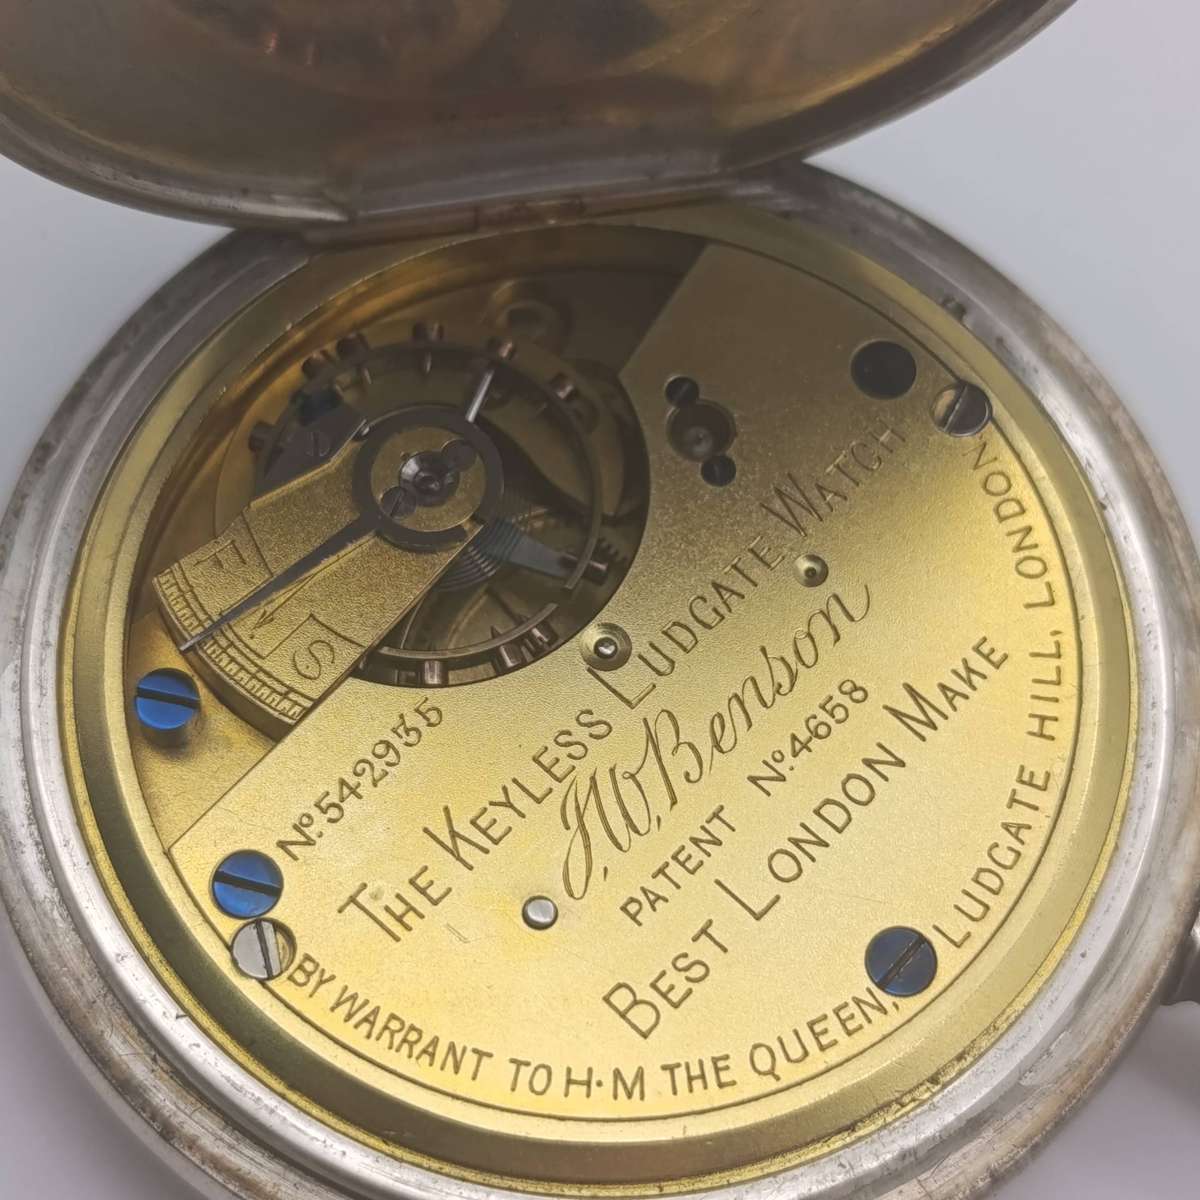 F
S
No. 542935
THE KEYLESS LUDGATE WATCH
J.W. Benson
PATENT No. 4658
BEST LONDON MAKE
BY WARRANT TO H·M THE QUEEN,
LUDGATE HILL, LONDON